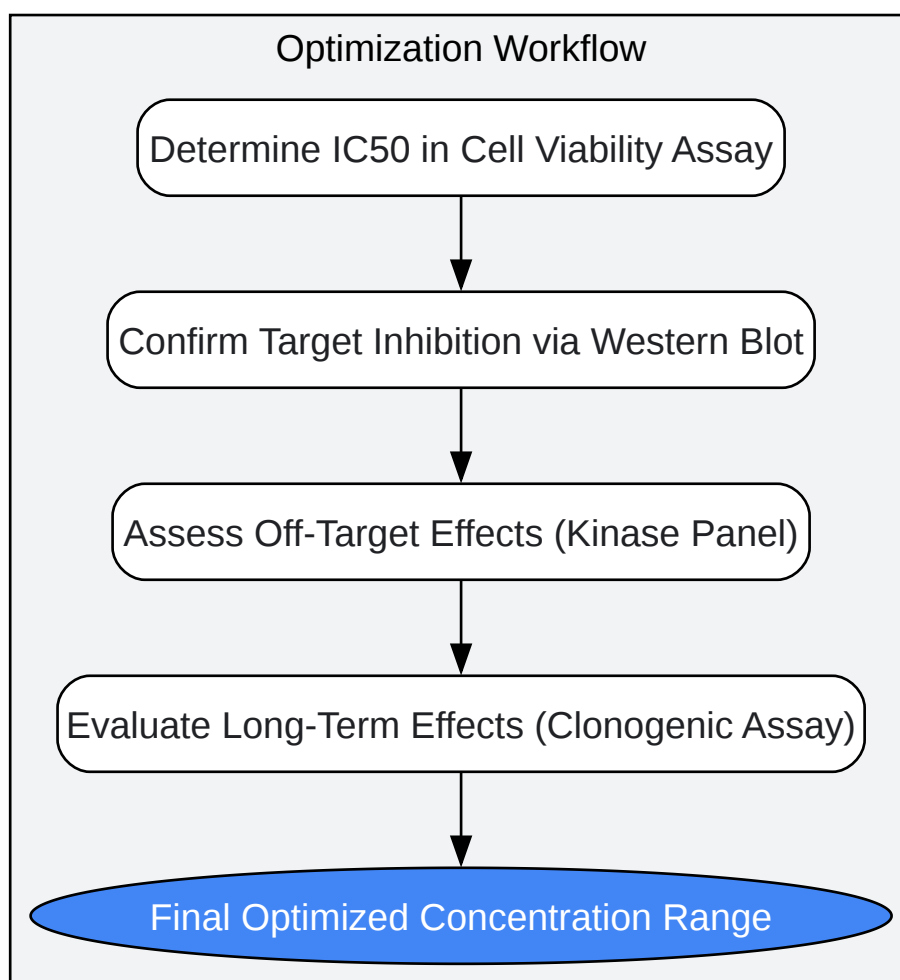 Optimization Workflow
Determine IC50 in Cell Viability Assay
Confirm Target Inhibition via Western Blot
Assess Off-Target Effects (Kinase Panel)
Evaluate Long-Term Effects (Clonogenic Assay)
Final Optimized Concentration Range